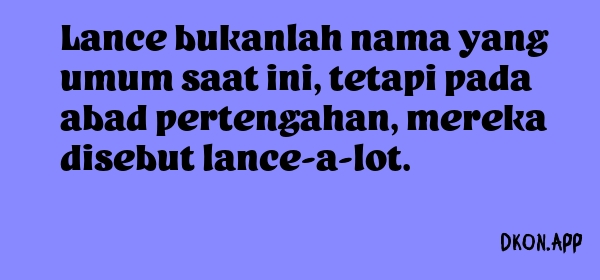 Lance bukanlah nama yang
umum saat ini, tetapi pada
abad pertengahan, mereka
disebut lance-a-lot.
DKON.APP